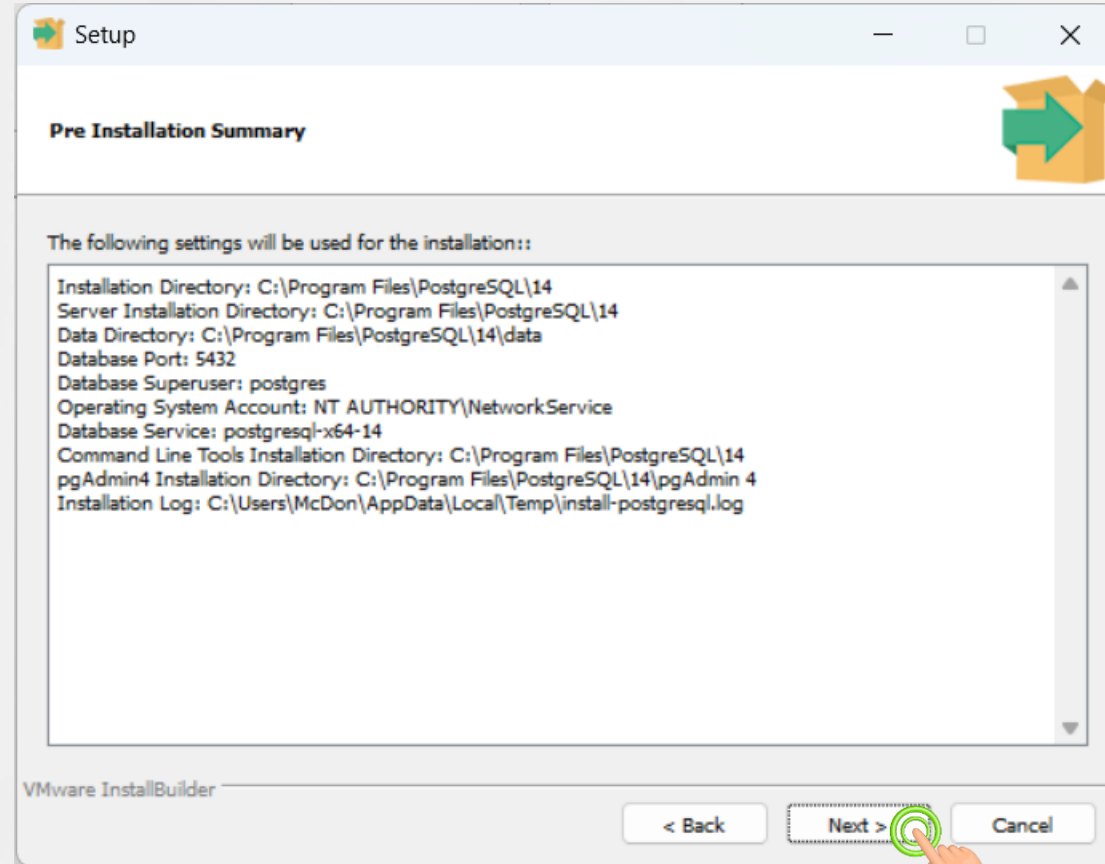 Setup
Pre Installation Summary
The following settings will be used for the installation::
Installation Directory: C:\Program Files\PostgreSQL\14
Server Installation Directory: C:\Program Files\PostgreSQL\14
Data Directory: C:\Program Files\PostgreSQL\14\data
Database Port: 5432
Database Superuser: postgres
Operating System Account: NT AUTHORITY\NetworkService
Database Service: postgresql-x64-14
Command Line Tools Installation Directory: C:\Program Files\PostgreSQL\14
pgAdmin4 Installation Directory: C:\Program Files\PostgreSQL\14\pgAdmin 4
Installation Log: C:\Users\McDon\AppData\Local\Temp\install-postgresql.log
VMware InstallBuilder
< Back Next > Cancel